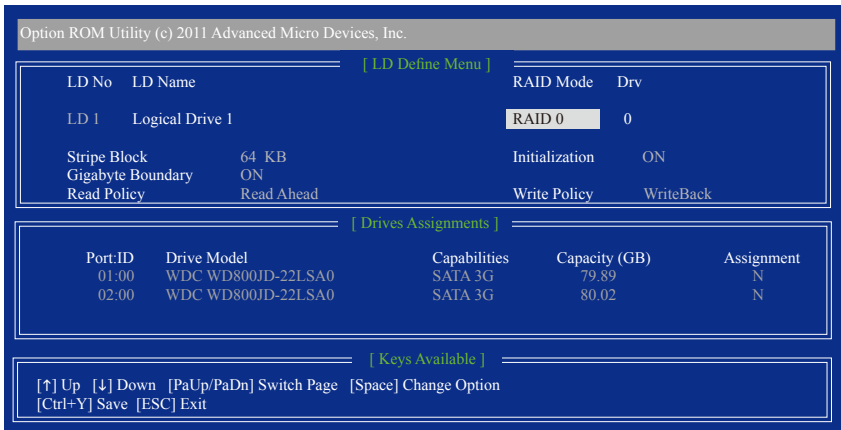 Option ROM Utility (c) 2011 Advanced Micro Devices, Inc.
[ LD Define Menu ]
LD No LD Name RAID Mode Drv
LD 1 Logical Drive 1 RAID 0 0
Stripe Block 64 KB Initialization ON
Gigabyte Boundary ON
Read Policy Read Ahead Write Policy WriteBack
[ Drives Assignments ]
Port:ID Drive Model Capabilities Capacity (GB) Assignment
01:00 WDC WD800JD-22LSA0 SATA 3G 79.89 N
02:00 WDC WD800JD-22LSA0 SATA 3G 80.02 N
[ Keys Available ]
[↑] Up [↓] Down [PaUp/PaDn] Switch Page [Space] Change Option
[Ctrl+Y] Save [ESC] Exit